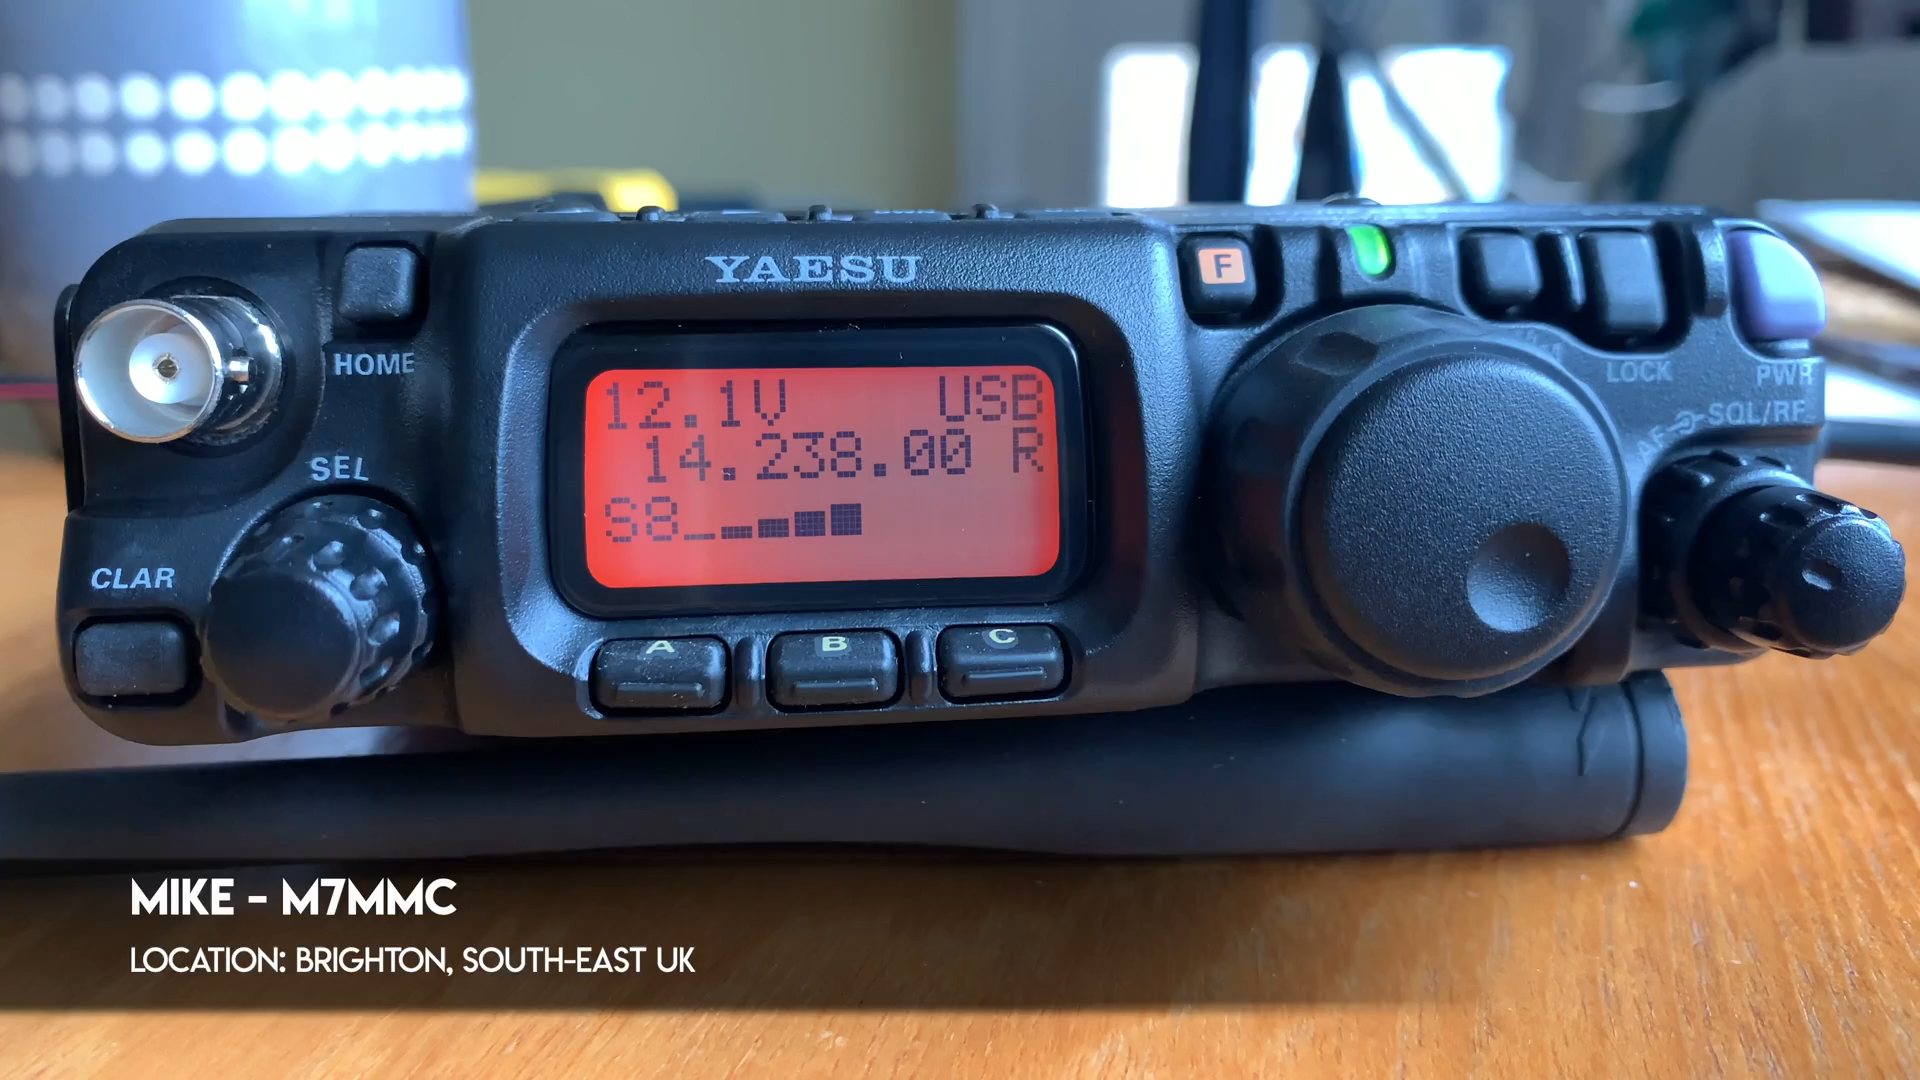 YAESU
F
HOME
LOCK
PWR
12.1V USB
14.238.00 R
S8
AF SQL/RF
SEL
CLAR
A B C
MIKE - M7MMC
LOCATION: BRIGHTON, SOUTH-EAST UK